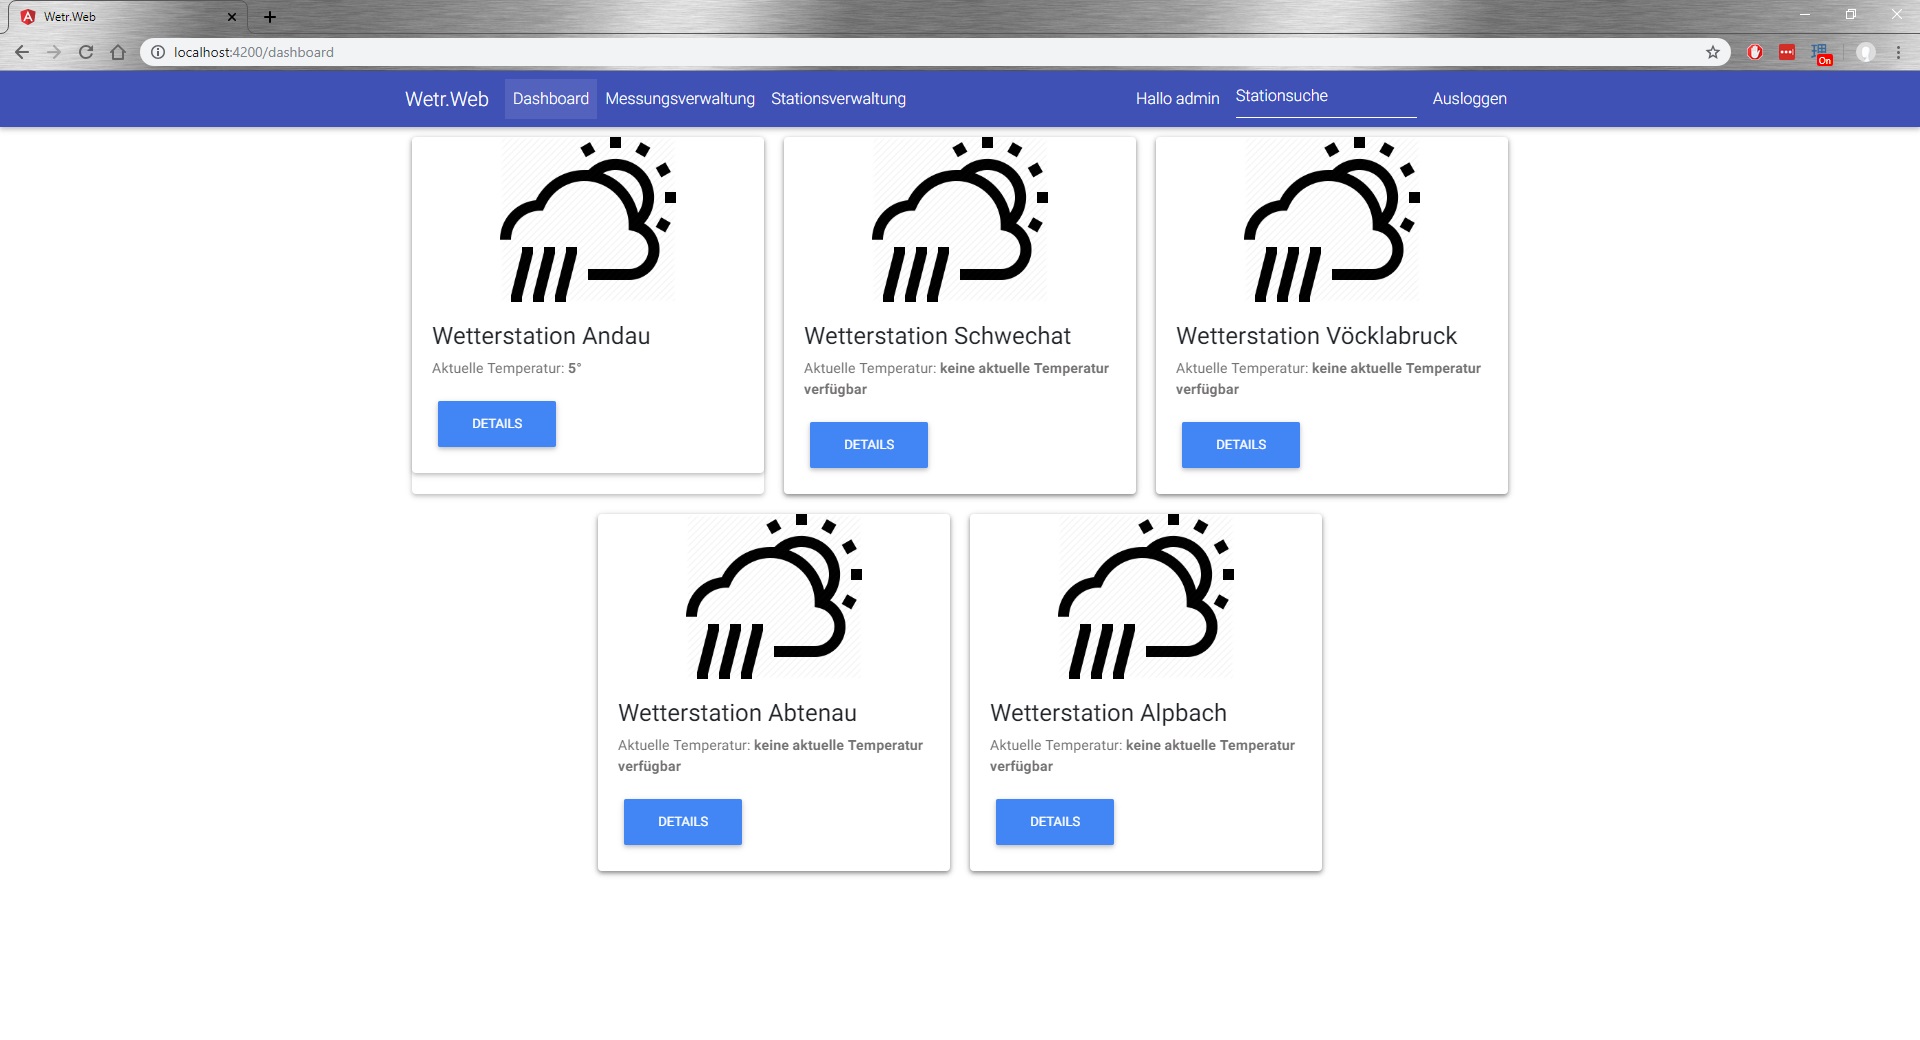 Wetr.Web
localhost:4200/dashboard
On
Wetr.Web Dashboard Messungsverwaltung Stationsverwaltung Hallo admin Stationsuche Ausloggen
Wetterstation Andau
Aktuelle Temperatur: 5°
DETAILS
Wetterstation Schwechat
Aktuelle Temperatur: keine aktuelle Temperatur
verfügbar
DETAILS
Wetterstation Vöcklabruck
Aktuelle Temperatur: keine aktuelle Temperatur
verfügbar
DETAILS
Wetterstation Abtenau
Aktuelle Temperatur: keine aktuelle Temperatur
verfügbar
DETAILS
Wetterstation Alpbach
Aktuelle Temperatur: keine aktuelle Temperatur
verfügbar
DETAILS